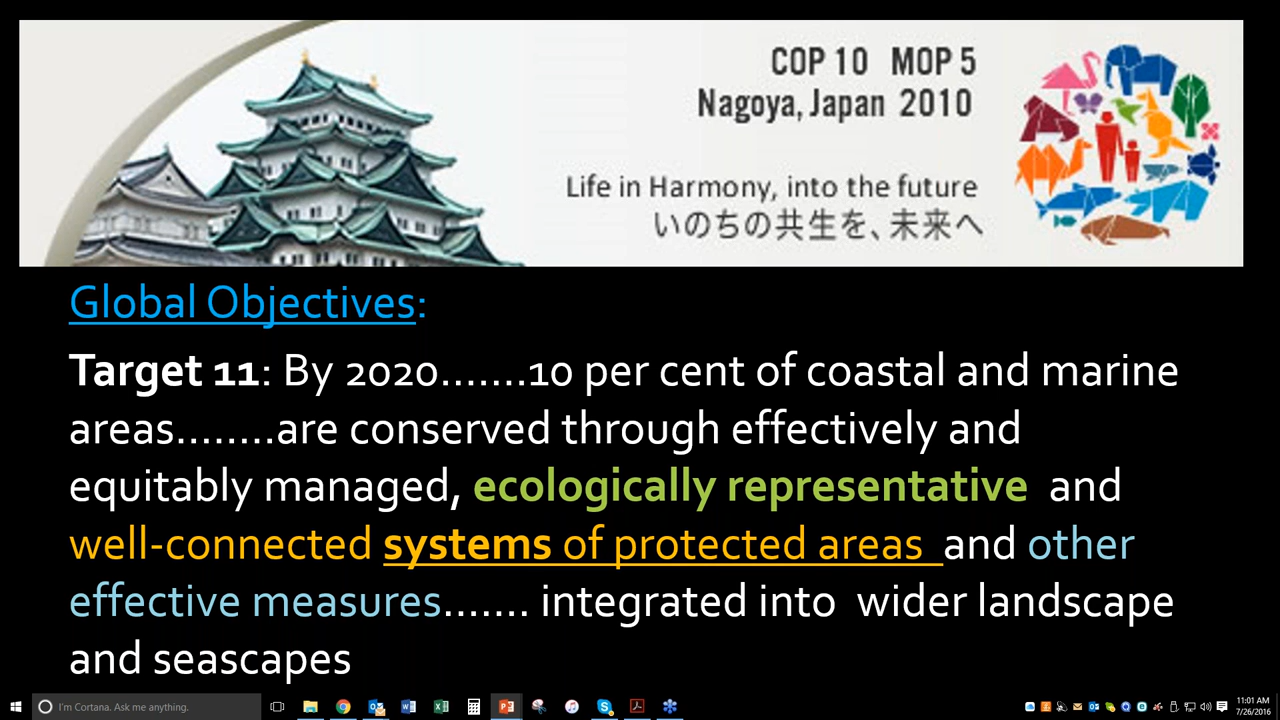 COP 10 MOP 5
Nagoya, Japan 2010
Life in Harmony, into the future
いのちの共生を、未来へ
Global Objectives:
Target 11: By 2020.......10 per cent of coastal and marine
areas........are conserved through effectively and
equitably managed, ecologically representative and
well-connected systems of protected areas and other
effective measures....... integrated into wider landscape
and seascapes
I'm Cortana. Ask me anything.
11:01 AM
7/26/2016